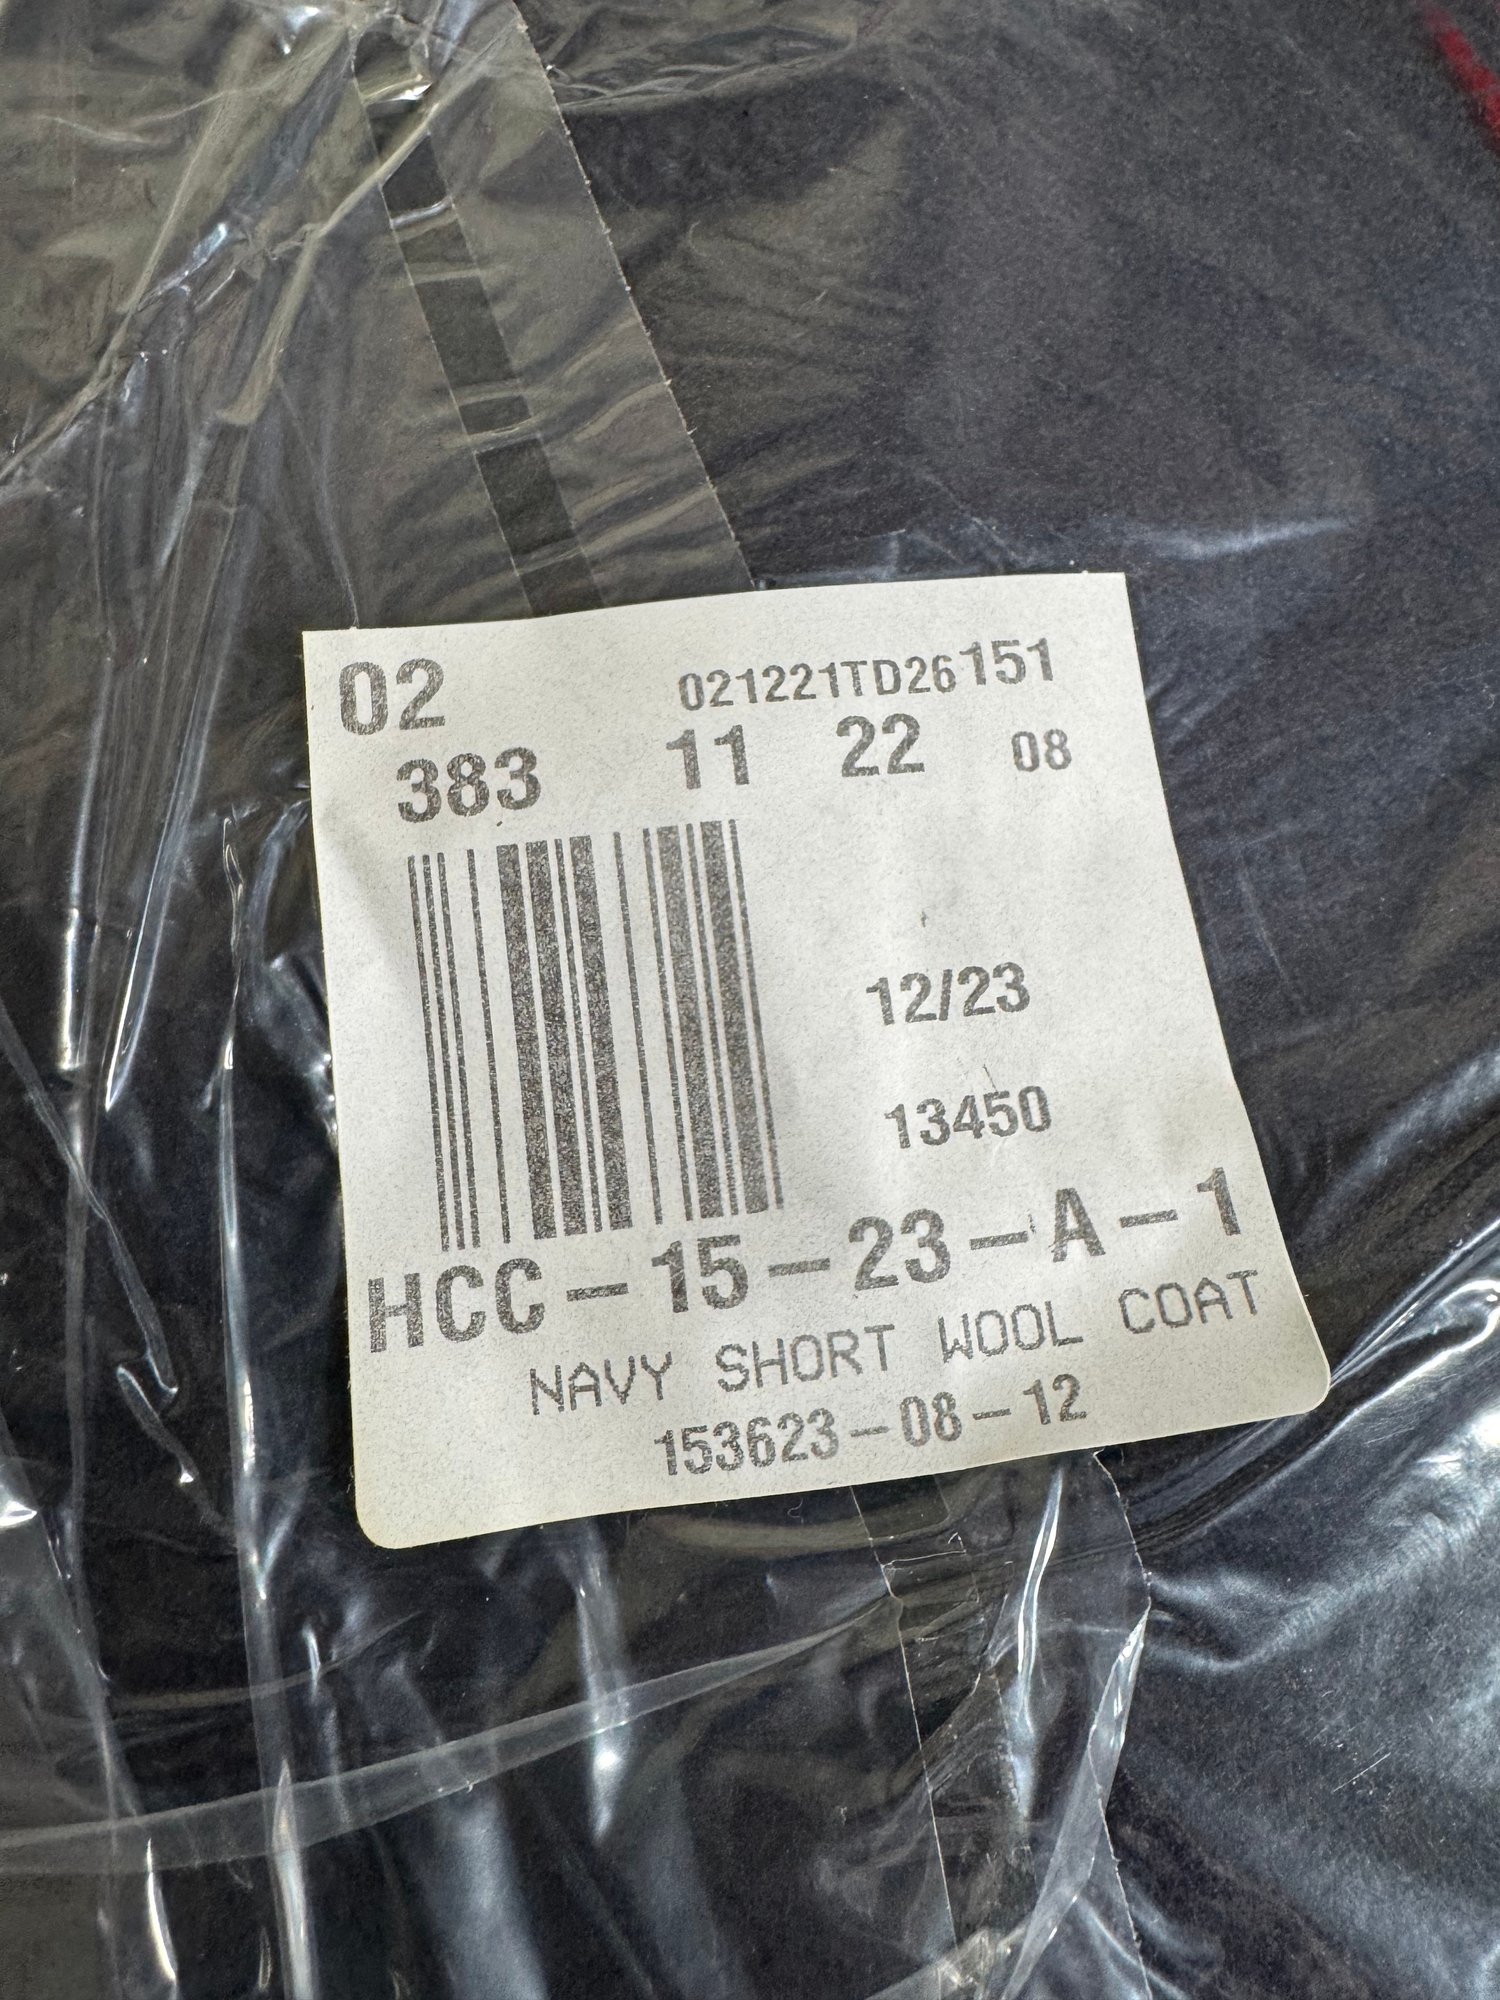 02 021221TD26151
383 11 22 08
12/23
13450
HCC-15-23-A-1
NAVY SHORT WOOL COAT
153623-08-12